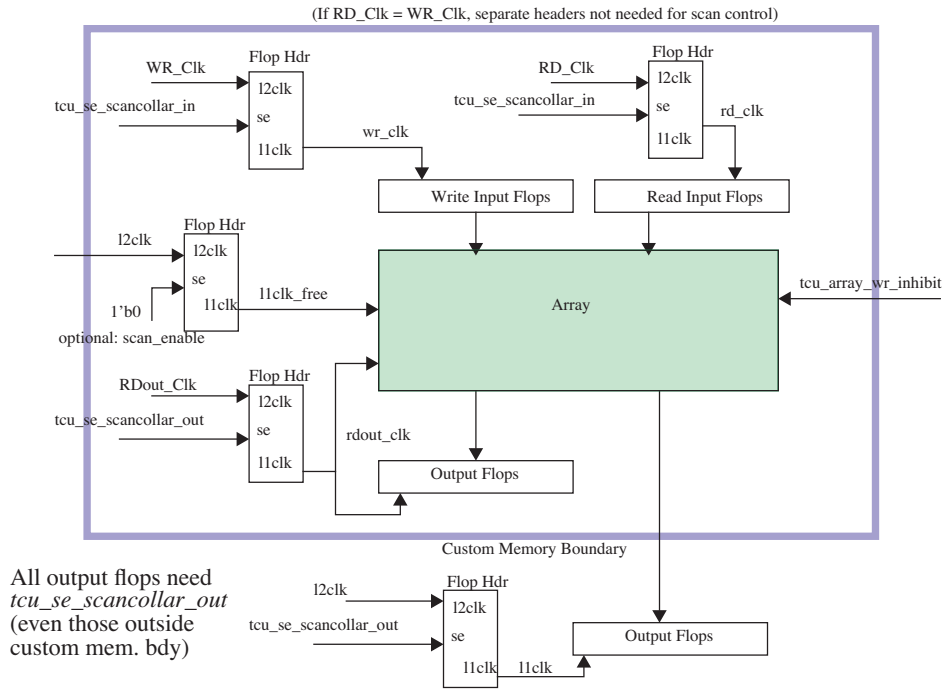 (If RD_Clk = WR_Clk, separate headers not needed for scan control)
Flop Hdr
WR_Clk
l2clk
tcu_se_scancollar_in
se
l1clk
wr_clk
Flop Hdr
RD_Clk
l2clk
tcu_se_scancollar_in
se
l1clk
rd_clk
Write Input Flops
Read Input Flops
Flop Hdr
l2clk
l2clk
se
l1clk
l1clk_free
1’b0
optional: scan_enable
Array
tcu_array_wr_inhibit
Flop Hdr
RDout_Clk
l2clk
tcu_se_scancollar_out
se
l1clk
rdout_clk
Output Flops
Custom Memory Boundary
All output flops need
tcu_se_scancollar_out
(even those outside
custom mem. bdy)
Flop Hdr
l2clk
l2clk
tcu_se_scancollar_out
se
l1clk
l1clk
Output Flops